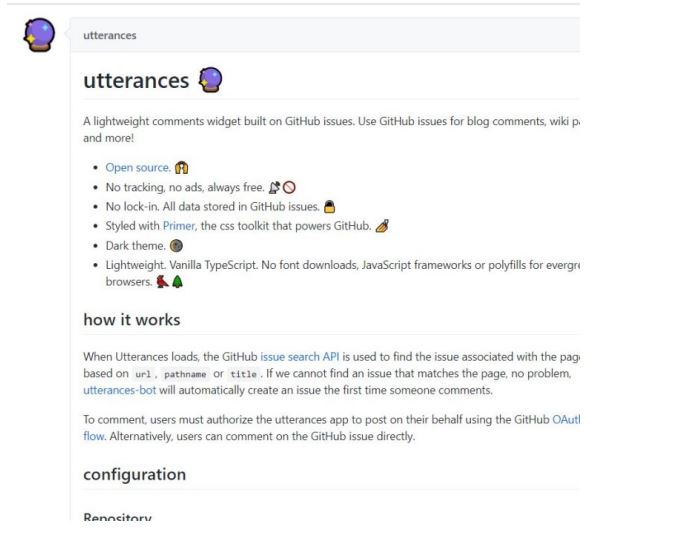 utterances
utterances
A lightweight comments widget built on GitHub issues. Use GitHub issues for blog comments, wiki
and more!
Open source.
No tracking, no ads, always free.
No lock-in. All data stored in GitHub issues.
Styled with Primer, the css toolkit that powers GitHub.
Dark theme.
Lightweight. Vanilla TypeScript. No font downloads, JavaScript frameworks or polyfills for
browsers.
how it works
When Utterances loads, the GitHub issue search API is used to find the issue associated with the page
based on url, pathname or title. If we cannot find an issue that matches the page, no problem,
utterances-bot will automatically create an issue the first time someone comments.
To comment, users must authorize the utterances app to post on their behalf using the GitHub
flow. Alternatively, users can comment on the GitHub issue directly.
configuration
Repository